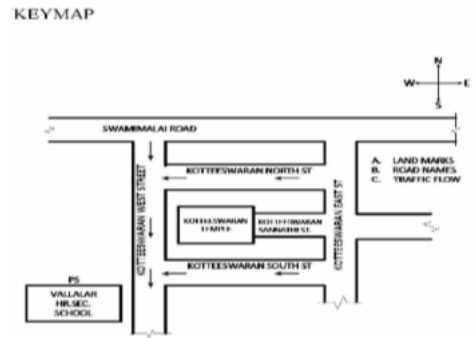 KEYMAP
N
W E
S
SWAMIMALAI ROAD
KOTTEESWARAN NORTH ST
A. LAND MARKS
B. ROAD NAMES
C. TRAFFIC FLOW
KOTTEESWARAN WEST STREET
KOTTEESWARAN
TEMPLE
KOTTEESWARAN
SANNATHI ST.
KOTTEESWARAN EAST ST
KOTTEESWARAN SOUTH ST
PS
VALLALAR
HR.SEC.
SCHOOL